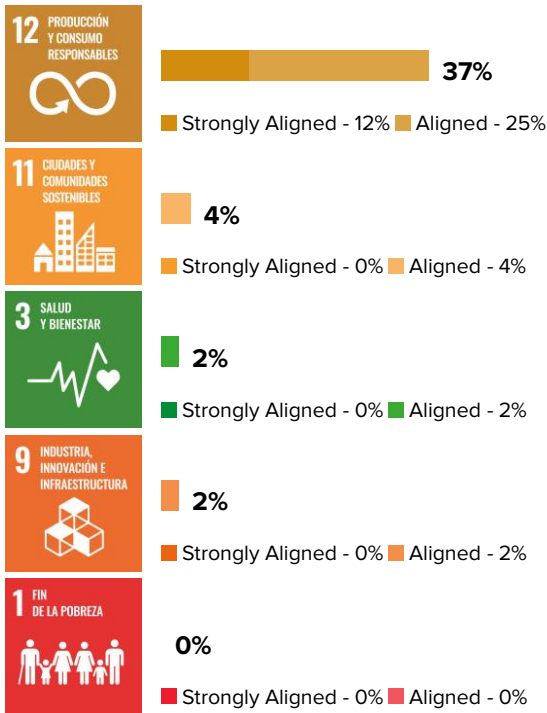 12 PRODUCCIÓN
Y CONSUMO
RESPONSABLES
37%
Strongly Aligned - 12% Aligned - 25%
11 CIUDADES Y
COMUNIDADES
SOSTENIBLES
4%
Strongly Aligned - 0% Aligned - 4%
3 SALUD
Y BIENESTAR
2%
Strongly Aligned - 0% Aligned - 2%
9 INDUSTRIA,
INNOVACIÓN E
INFRAESTRUCTURA
2%
Strongly Aligned - 0% Aligned - 2%
1 FIN
DE LA POBREZA
0%
Strongly Aligned - 0% Aligned - 0%